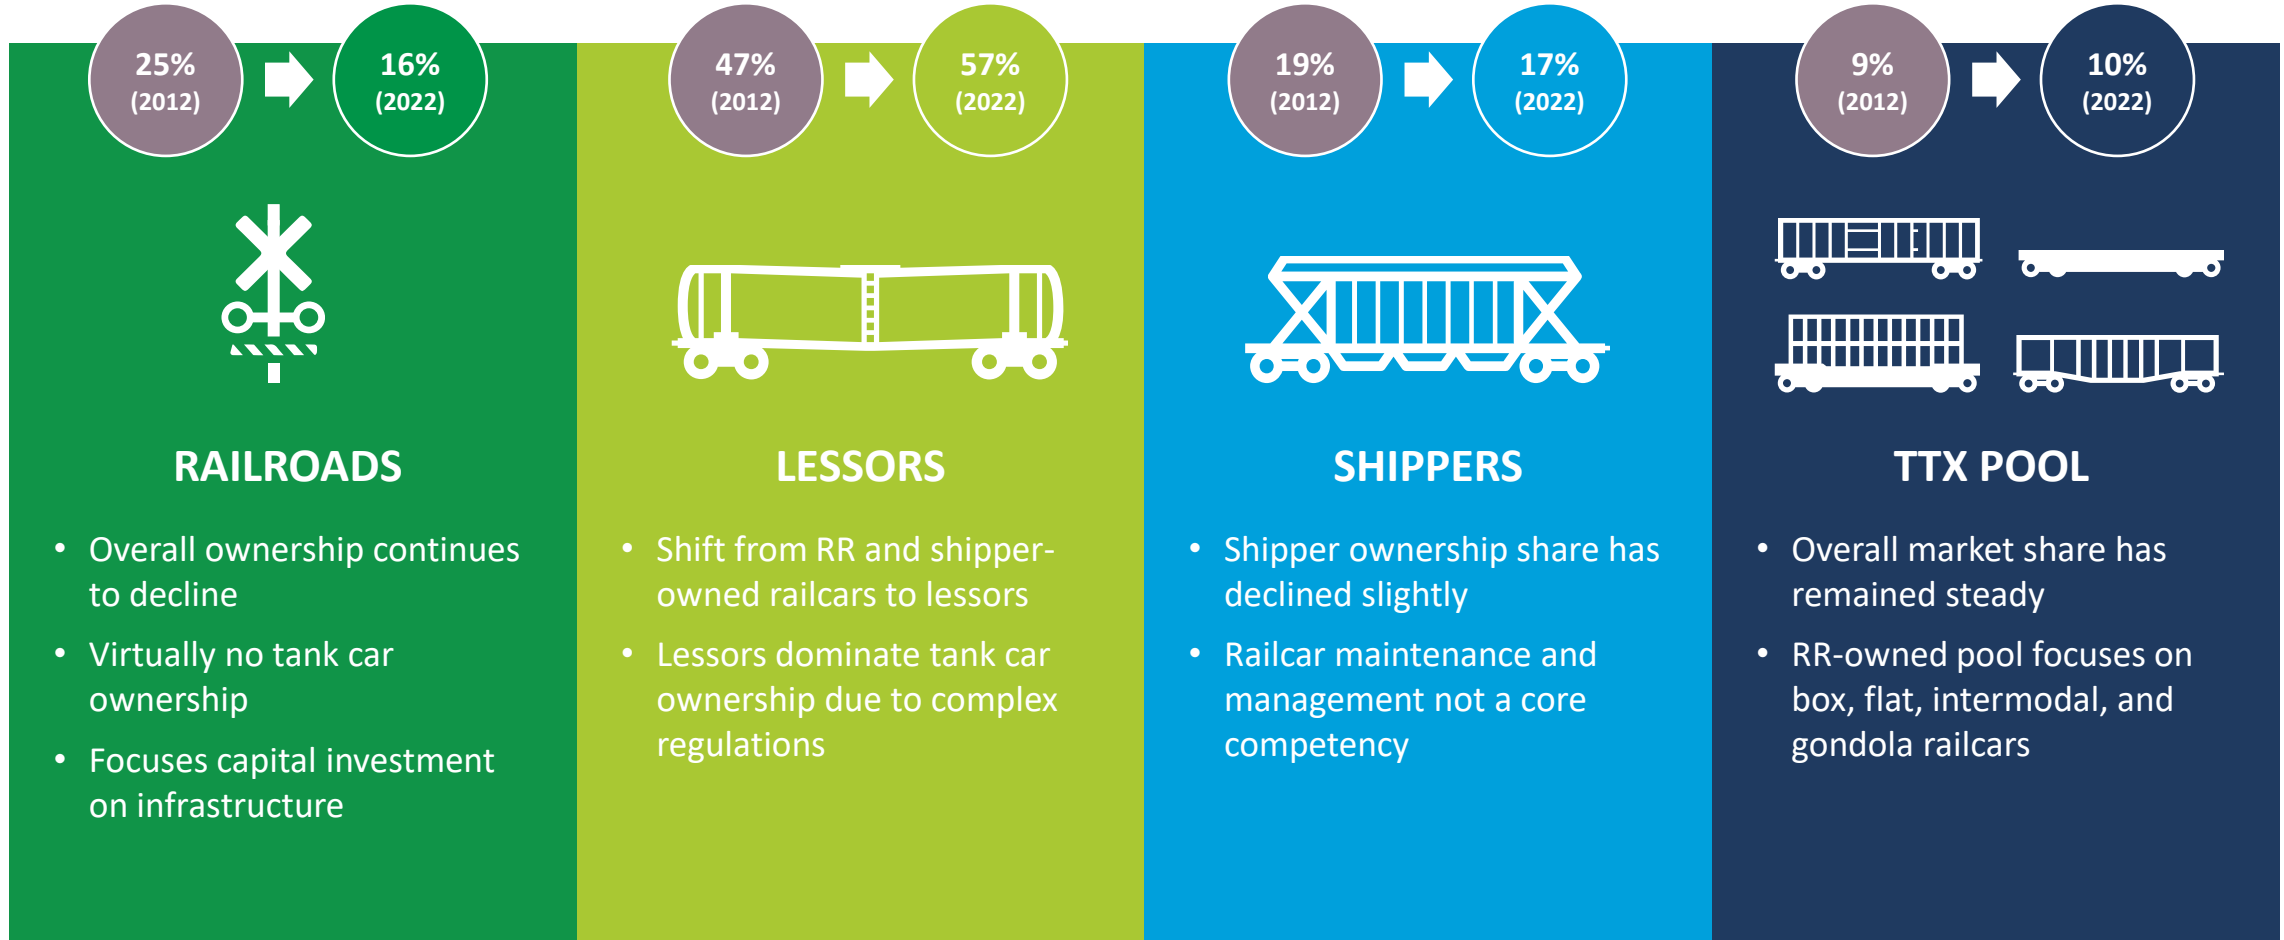 25%
(2012)
16%
(2022)
RAILROADS
• Overall ownership continues
to decline
• Virtually no tank car
ownership
• Focuses capital investment
on infrastructure
47%
(2012)
57%
(2022)
LESSORS
• Shift from RR and shipper-
owned railcars to lessors
• Lessors dominate tank car
ownership due to complex
regulations
19%
(2012)
17%
(2022)
SHIPPERS
• Shipper ownership share has
declined slightly
• Railcar maintenance and
management not a core
competency
9%
(2012)
10%
(2022)
TTX POOL
• Overall market share has
remained steady
• RR-owned pool focuses on
box, flat, intermodal, and
gondola railcars